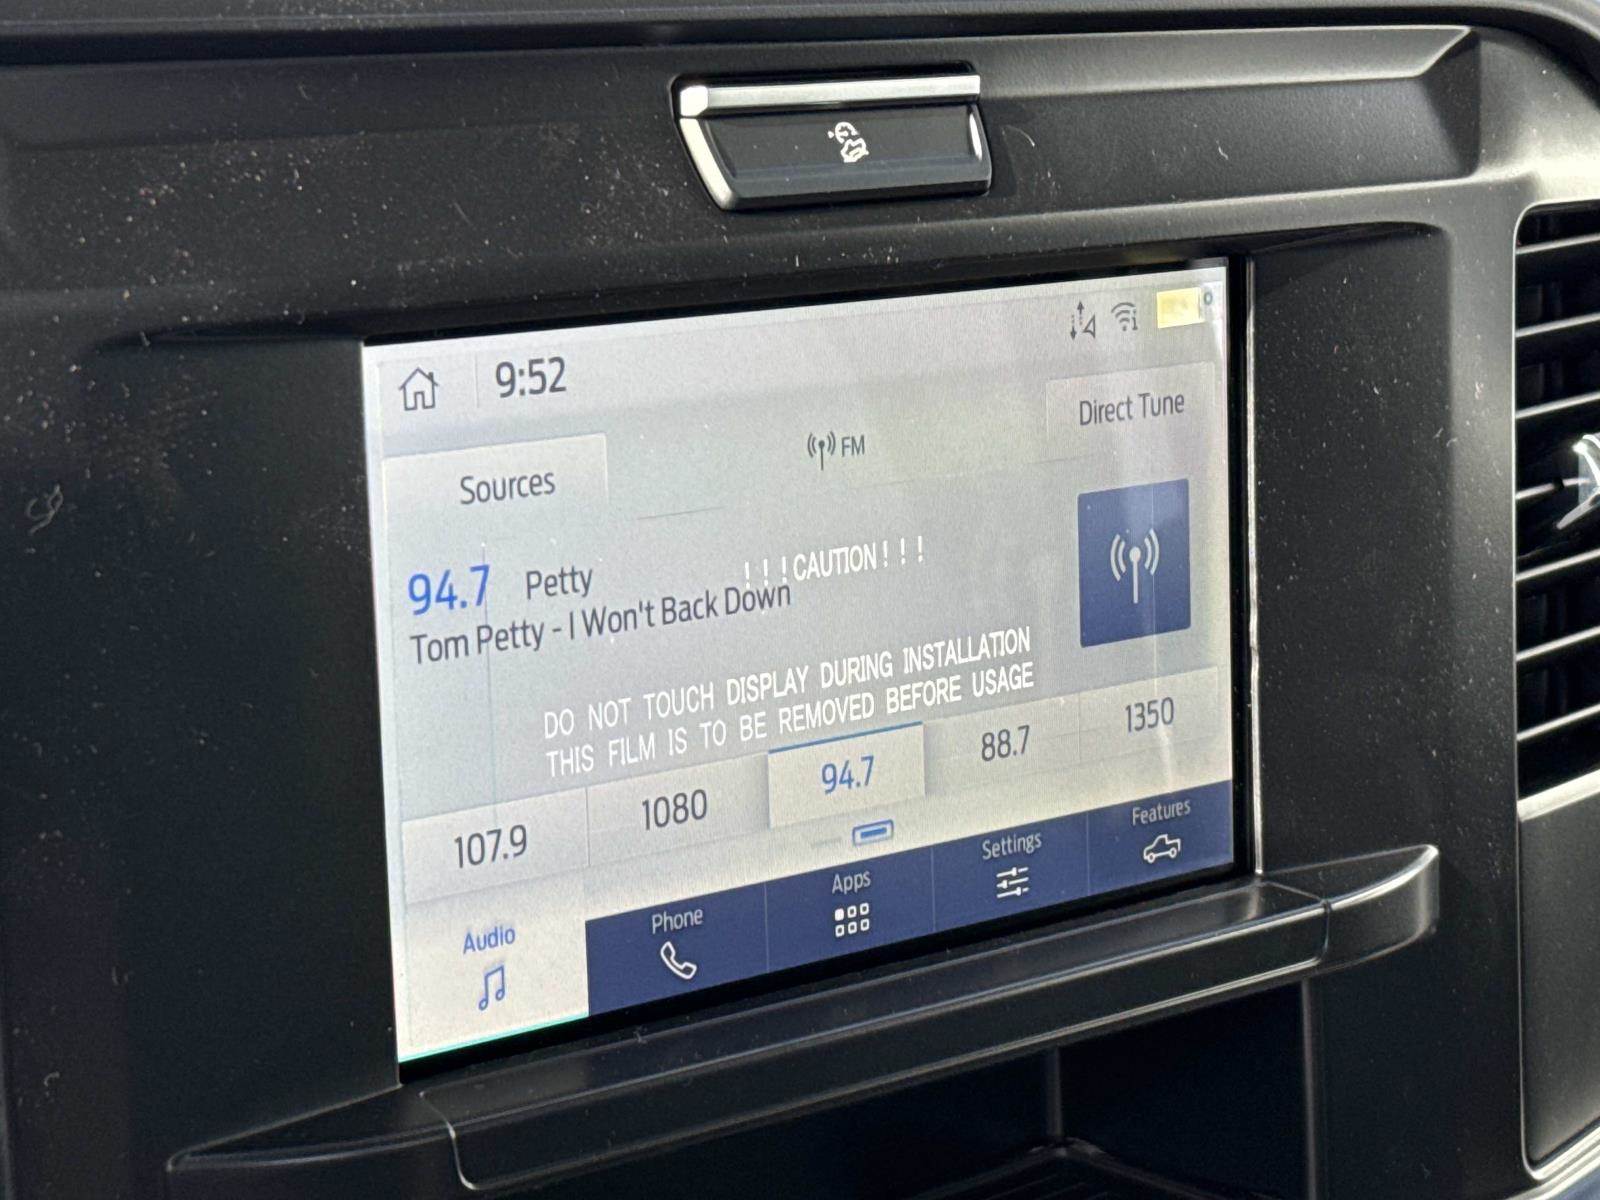 9:52
Direct Tune
FM
Sources
94.7 Petty
!!!CAUTION!!!
Tom Petty - I Won't Back Down
DO NOT TOUCH DISPLAY DURING INSTALLATION
THIS FILM IS TO BE REMOVED BEFORE USAGE
107.9 1080 94.7 88.7 1350
Audio Phone Apps Settings Features